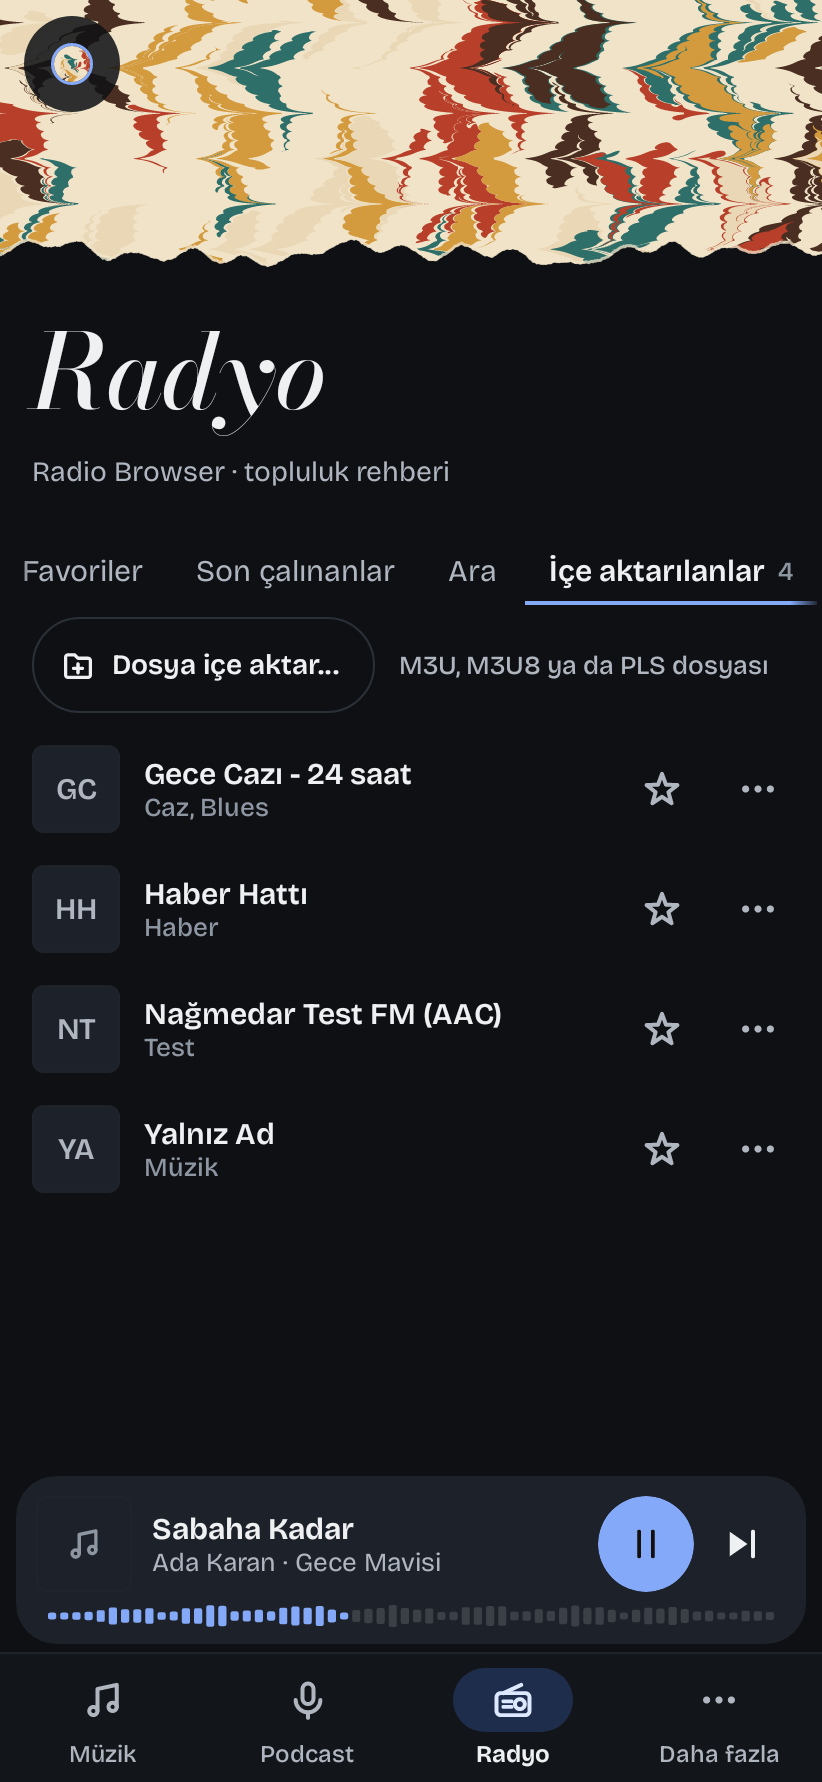 Radyo
Radio Browser · topluluk rehberi
Favoriler Son çalınanlar Ara İçe aktarılanlar 4
Dosya içe aktar... M3U, M3U8 ya da PLS dosyası
GC Gece Cazı - 24 saat
Caz, Blues
HH Haber Hattı
Haber
NT Nağmedar Test FM (AAC)
Test
YA Yalnız Ad
Müzik
Sabaha Kadar
Ada Karan · Gece Mavisi
Müzik Podcast Radyo Daha fazla